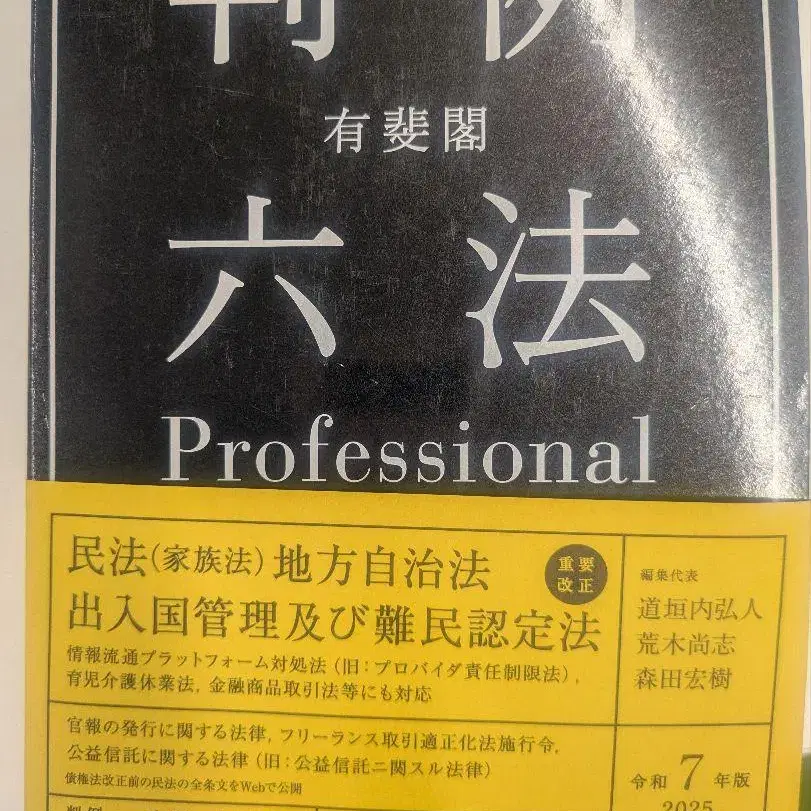 判例
有斐閣
六法
Professional
民法(家族法)地方自治法
重要
改正
出入国管理及び難民認定法
情報流通プラットフォーム対処法(旧:プロバイダ責任制限法),
育児介護休業法,金融商品取引法等にも対応
官報の発行に関する法律,フリーランス取引適正化法施行令,
公益信託に関する法律(旧:公益信託ニ関スル法律)
債権法改正前の民法の全条文をWebで公開
編集代表
道垣内弘人
荒木尚志
森田宏樹
令和7年版
2025
判例